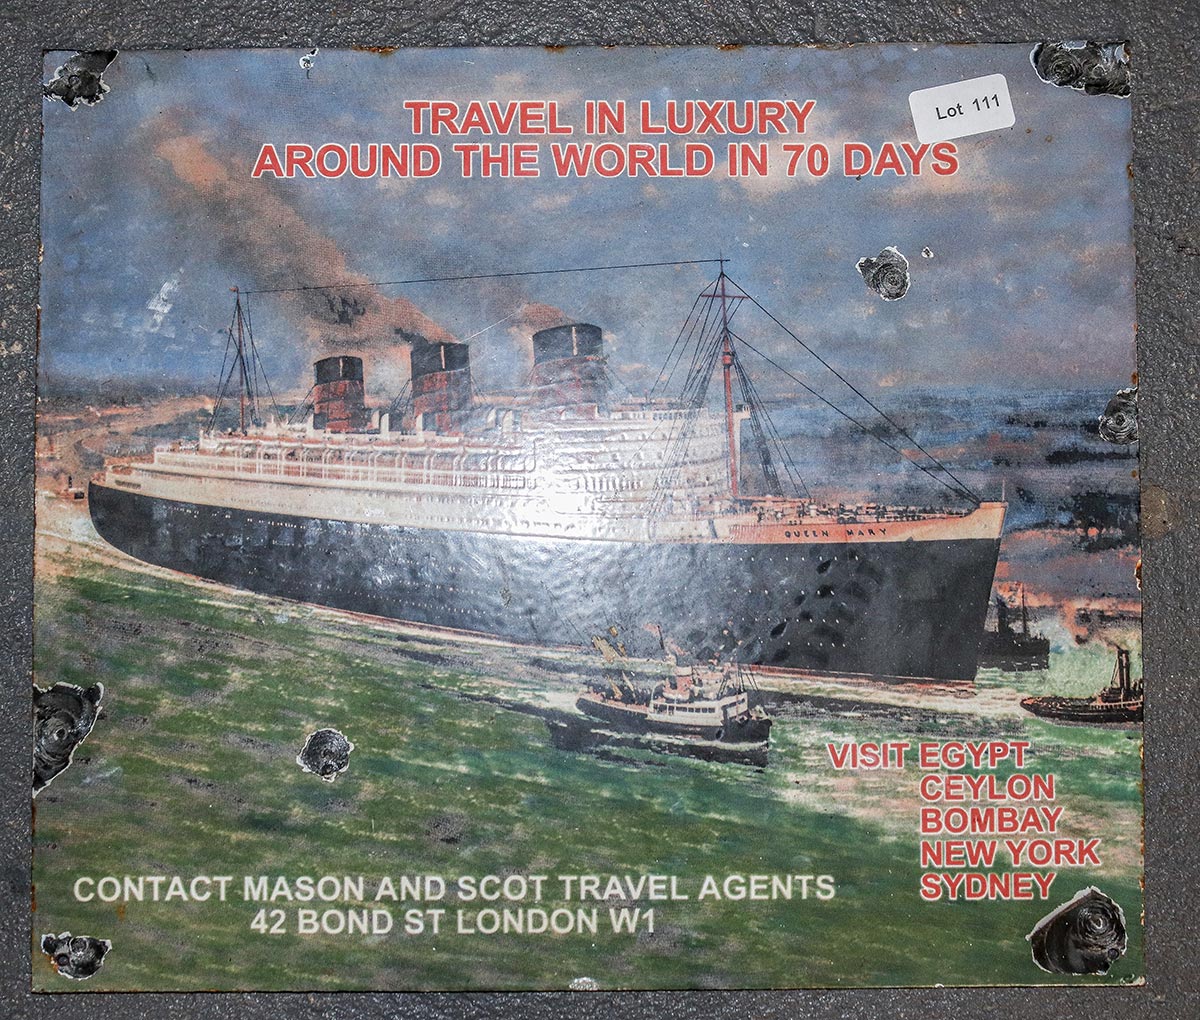 TRAVEL IN LUXURY
AROUND THE WORLD IN 70 DAYS
Lot 111
QUEEN MARY
VISIT EGYPT
CEYLON
BOMBAY
NEW YORK
SYDNEY
CONTACT MASON AND SCOT TRAVEL AGENTS
42 BOND ST LONDON W1